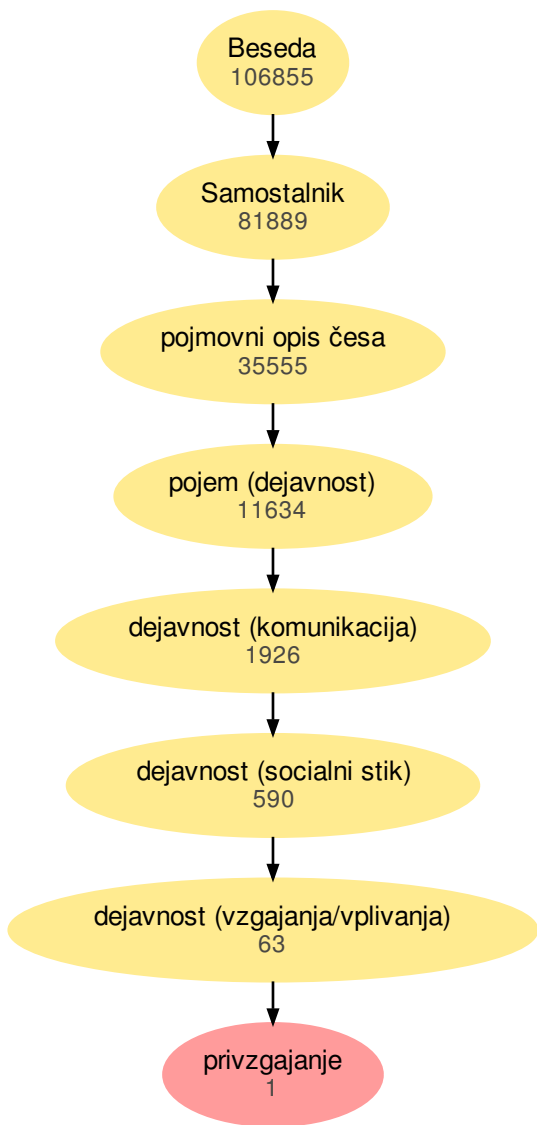 Beseda
106855
Samostalnik
81889
pojmovni opis česa
35555
pojem (dejavnost)
11634
dejavnost (komunikacija)
1926
dejavnost (socialni stik)
590
dejavnost (vzgajanja/vplivanja)
63
privzgajanje
1